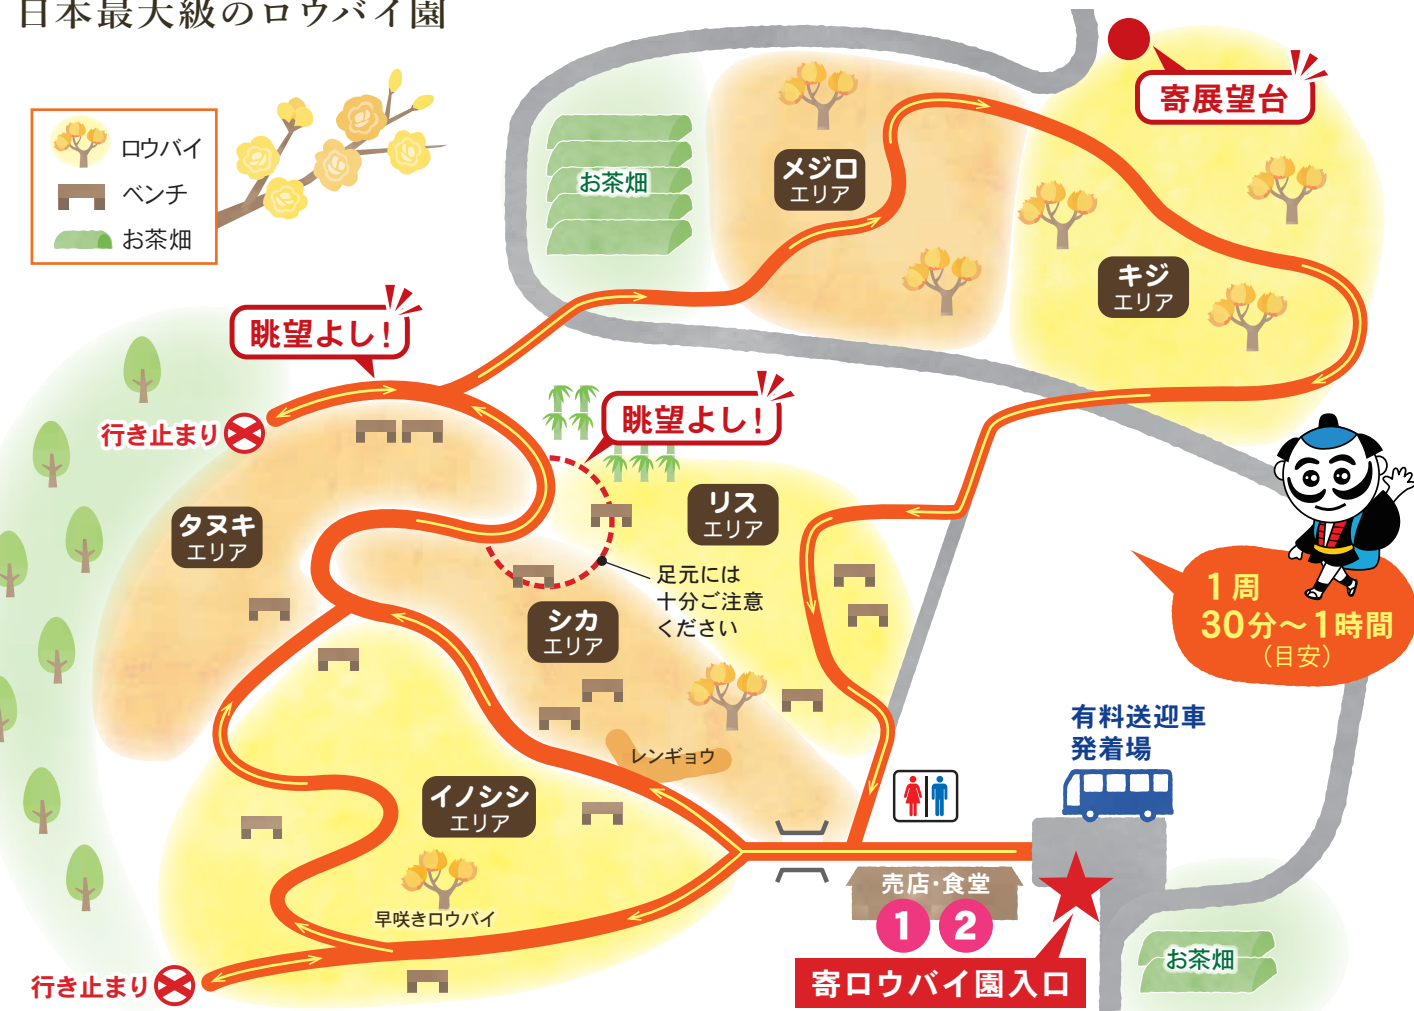 日本最大級のロウバイ園
ロウバイ
ベンチ
お茶畑
寄展望台
お茶畑
メジロ
エリア
キジ
エリア
眺望よし!
行き止まり
眺望よし!
リス
エリア
タヌキ
エリア
足元には
十分ご注意
ください
シカ
エリア
1周
30分～1時間
(目安)
レンギョウ
有料送迎車
発着場
イノシシ
エリア
早咲きロウバイ
売店・食堂
1 2
行き止まり
寄ロウバイ園入口
お茶畑